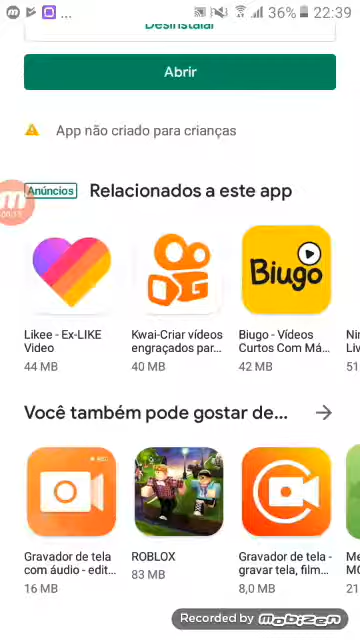 ... 36% 22:39
Desinstalar
Abrir
App não criado para crianças
Anúncios Relacionados a este app
Biugo
Likee - Ex-LIKE Video
Kwai-Criar vídeos engraçados par...
Biugo - Vídeos Curtos Com Má...
44 MB
40 MB
42 MB
51
Você também pode gostar de...
REC
Gravador de tela com áudio - edit...
ROBLOX
Gravador de tela - gravar tela, film...
16 MB
83 MB
8,0 MB
21
Recorded by mobizen